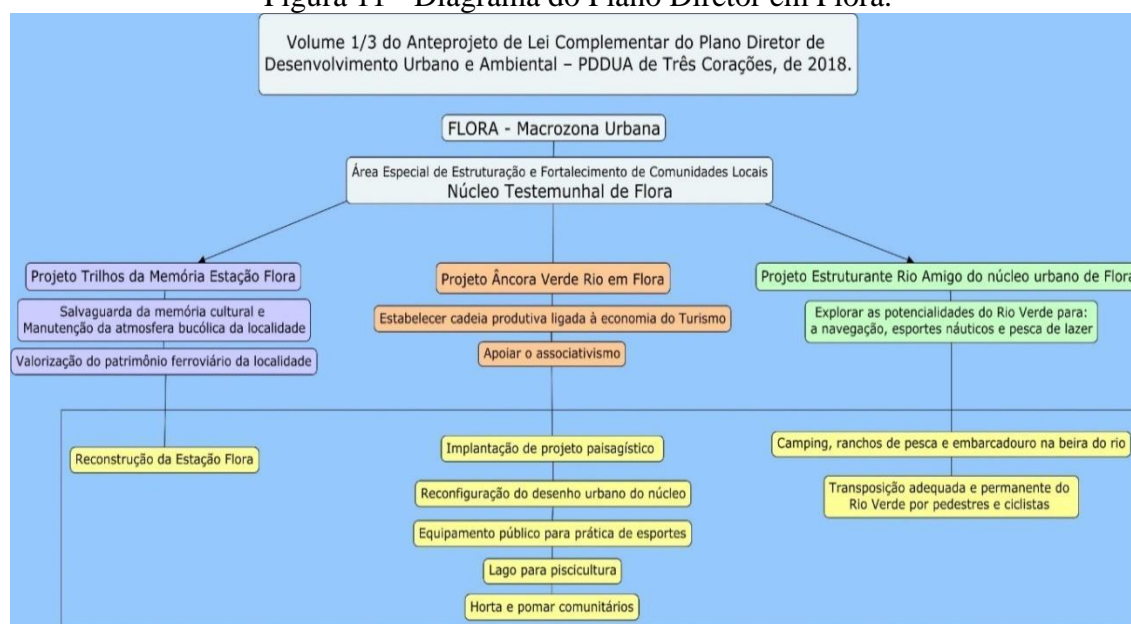 Figura 11 - Diagrama do Plano Diretor em Flora.
Volume 1/3 do Anteprojeto de Lei Complementar do Plano Diretor de
Desenvolvimento Urbano e Ambiental – PDDUA de Três Corações, de 2018.
FLORA - Macrozona Urbana
Área Especial de Estruturação e Fortalecimento de Comunidades Locais
Núcleo Testemunhal de Flora
Projeto Trilhos da Memória Estação Flora
Salvaguarda da memória cultural e
Manutenção da atmosfera bucólica da localidade
Valorização do patrimônio ferroviário da localidade
Reconstrução da Estação Flora
Projeto Âncora Verde Rio em Flora
Estabelecer cadeia produtiva ligada à economia do Turismo
Apoiar o associativismo
Implantação de projeto paisagístico
Reconfiguração do desenho urbano do núcleo
Equipamento público para prática de esportes
Lago para piscicultura
Horta e pomar comunitários
Projeto Estruturante Rio Amigo do núcleo urbano de Flora
Explorar as potencialidades do Rio Verde para:
a navegação, esportes náuticos e pesca de lazer
Camping, ranchos de pesca e embarcadouro na beira do rio
Transposição adequada e permanente do
Rio Verde por pedestres e ciclistas